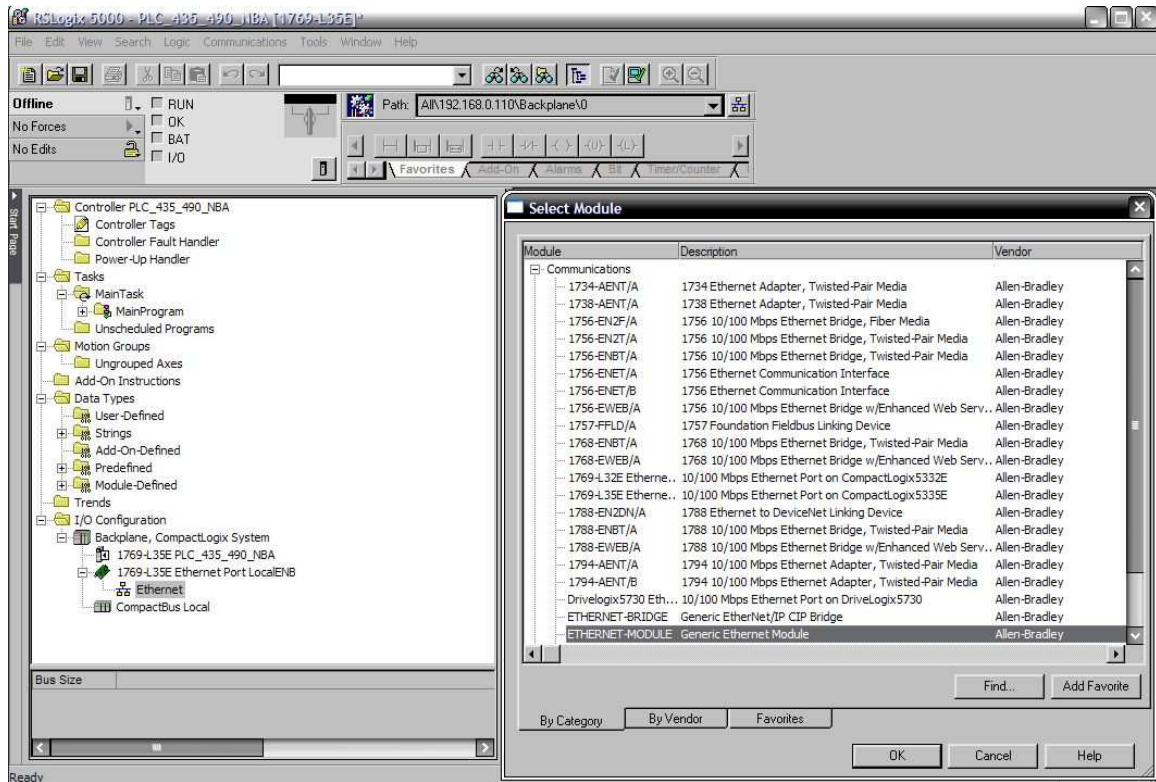 RSLogix 5000 - PLC_435_490_NBA [1769-L35E]*
File Edit View Search Logic Communications Tools Window Help
Offline
RUN
No Forces
OK
No Edits
BAT
I/O
Path: All\192.168.0.110\Backplane\0
Favorites Add-On Alarms Bit Timer/Counter
Start Page
Controller PLC_435_490_NBA
Controller Tags
Controller Fault Handler
Power-Up Handler
Tasks
MainTask
MainProgram
Unscheduled Programs
Motion Groups
Ungrouped Axes
Add-On Instructions
Data Types
User-Defined
Strings
Add-On-Defined
Predefined
Module-Defined
Trends
I/O Configuration
Backplane, CompactLogix System
1769-L35E PLC_435_490_NBA
1769-L35E Ethernet Port LocalENB
Ethernet
CompactBus Local
Bus Size
Ready
Select Module
Module Description Vendor
Communications
1734-AENT/A 1734 Ethernet Adapter, Twisted-Pair Media Allen-Bradley
1738-AENT/A 1738 Ethernet Adapter, Twisted-Pair Media Allen-Bradley
1756-EN2F/A 1756 10/100 Mbps Ethernet Bridge, Fiber Media Allen-Bradley
1756-EN2T/A 1756 10/100 Mbps Ethernet Bridge, Twisted-Pair Media Allen-Bradley
1756-ENBT/A 1756 10/100 Mbps Ethernet Bridge, Twisted-Pair Media Allen-Bradley
1756-ENET/A 1756 Ethernet Communication Interface Allen-Bradley
1756-ENET/B 1756 Ethernet Communication Interface Allen-Bradley
1756-EWEB/A 1756 10/100 Mbps Ethernet Bridge w/Enhanced Web Serv... Allen-Bradley
1757-FFLD/A 1757 Foundation Fieldbus Linking Device Allen-Bradley
1768-ENBT/A 1768 10/100 Mbps Ethernet Bridge, Twisted-Pair Media Allen-Bradley
1768-EWEB/A 1768 10/100 Mbps Ethernet Bridge w/Enhanced Web Serv... Allen-Bradley
1769-L32E Etherne... 10/100 Mbps Ethernet Port on CompactLogix5332E Allen-Bradley
1769-L35E Etherne... 10/100 Mbps Ethernet Port on CompactLogix5335E Allen-Bradley
1788-EN2DN/A 1788 Ethernet to DeviceNet Linking Device Allen-Bradley
1788-ENBT/A 1788 10/100 Mbps Ethernet Bridge, Twisted-Pair Media Allen-Bradley
1788-EWEB/A 1788 10/100 Mbps Ethernet Bridge w/Enhanced Web Serv... Allen-Bradley
1794-AENT/A 1794 10/100 Mbps Ethernet Adapter, Twisted-Pair Media Allen-Bradley
1794-AENT/B 1794 10/100 Mbps Ethernet Adapter, Twisted-Pair Media Allen-Bradley
Drivelogix5730 Eth... 10/100 Mbps Ethernet Port on DriveLogix5730 Allen-Bradley
ETHERNET-BRIDGE Generic EtherNet/IP CIP Bridge Allen-Bradley
ETHERNET-MODULE Generic Ethernet Module Allen-Bradley
Find... Add Favorite
By Category By Vendor Favorites
OK Cancel Help